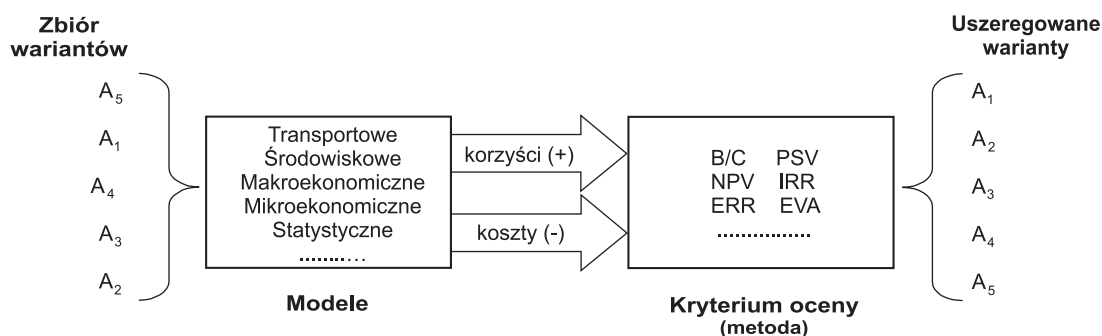 Zbiór
wariantów
A5
A1
A4
A3
A2
Transportowe
Środowiskowe
Makroekonomiczne
Mikroekonomiczne
Statystyczne
...........
Modele
korzyści (+)
koszty (-)
B/C PSV
NPV IRR
ERR EVA
...............
Kryterium oceny
(metoda)
Uszeregowane
warianty
A1
A2
A3
A4
A5